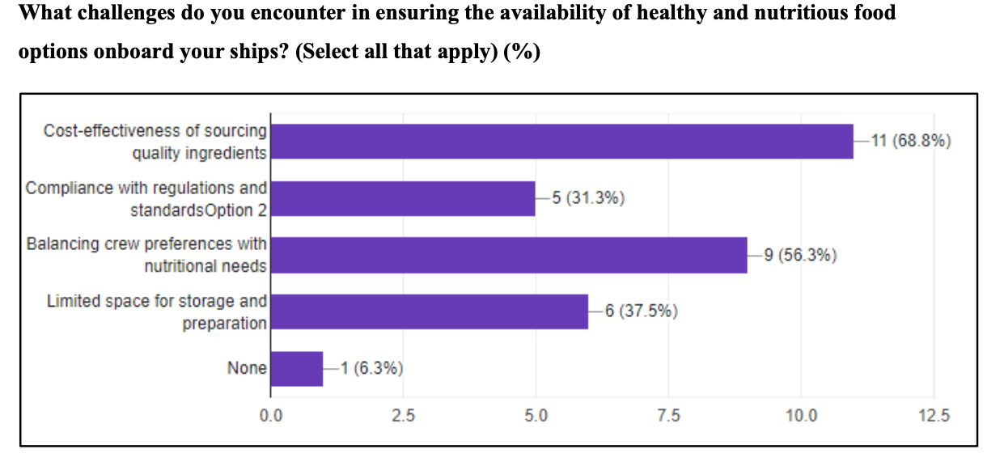 What challenges do you encounter in ensuring the availability of healthy and nutritious food
options onboard your ships? (Select all that apply) (%)
Cost-effectiveness of sourcing
quality ingredients
11 (68.8%)
Compliance with regulations and
standardsOption 2
5 (31.3%)
Balancing crew preferences with
nutritional needs
9 (56.3%)
Limited space for storage and
preparation
6 (37.5%)
None
1 (6.3%)
0.0 2.5 5.0 7.5 10.0 12.5